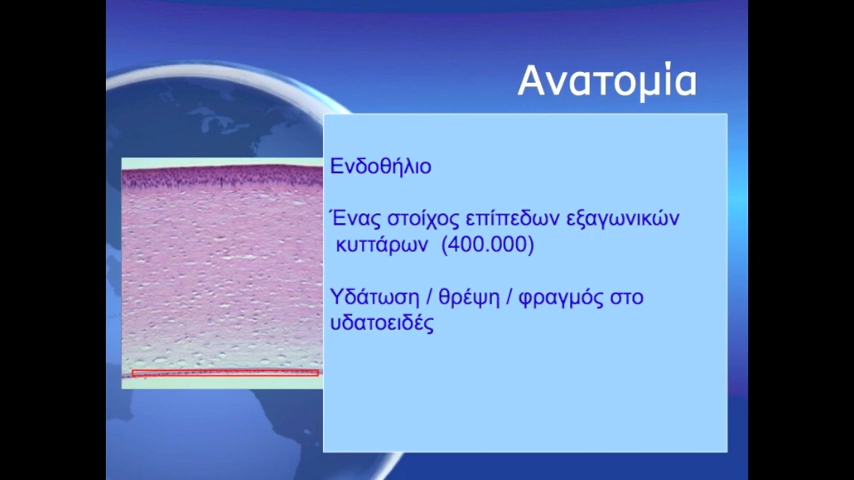 Ανατομία
Ενδοθήλιο
Ένας στοίχος επίπεδων εξαγωνικών
κυττάρων (400.000)
Υδάτωση / θρέψη / φραγμός στο
υδατοειδές